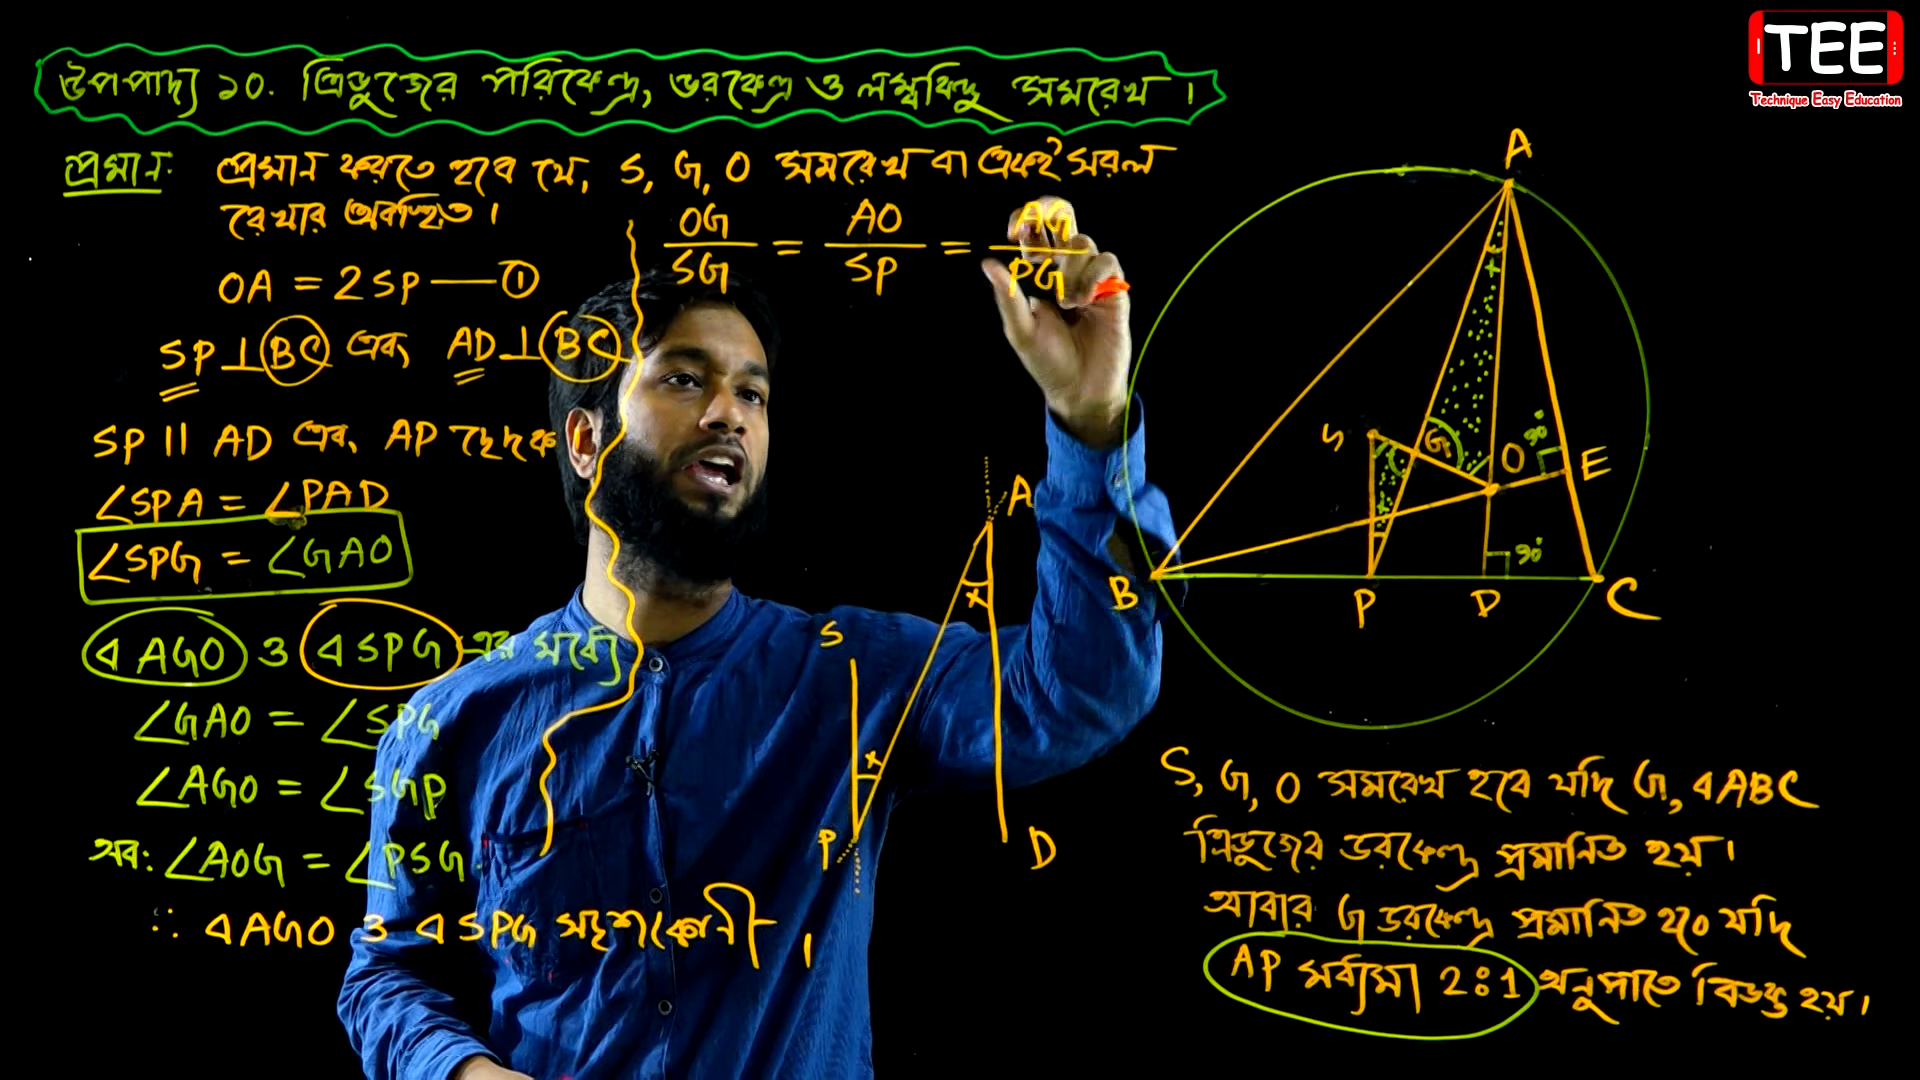 উপপাদ্য ১০. ত্রিভুজের পরিকেন্দ্র, ভরকেন্দ্র ও লম্ববিন্দু সমরেখ।
TEE
Technique Easy Education
প্রমান: প্রমান করতে হবে যে, S, G, O সমরেখ বা একই সরল
রেখার অবস্থিত।
OA = 2SP — ①
SP ⊥ BC এবং AD ⊥ BC
SP || AD এবং AP ছেদক
∠SPA = ∠PAD
∠SPG = ∠GAO
△ AGO ও △ SPG এর মধ্যে
∠GAO = ∠SPG
∠AGO = ∠SGP
অব: ∠AOG = ∠PSG.
∴ △AGO ও △SPG সদৃশকোনী।
OG/SG = AO/SP = AG/PG
A
x
S
x
P
D
A
x
S
G
O
90°
E
x
90°
B
P
D
C
S, G, O সমরেখ হবে যদি G, △ABC
ত্রিভুজের ভরকেন্দ্র প্রমানিত হয়।
আবার G ভরকেন্দ্র প্রমানিত হবে যদি
AP মধ্যমা 2:1 অনুপাতে বিভক্ত হয়।